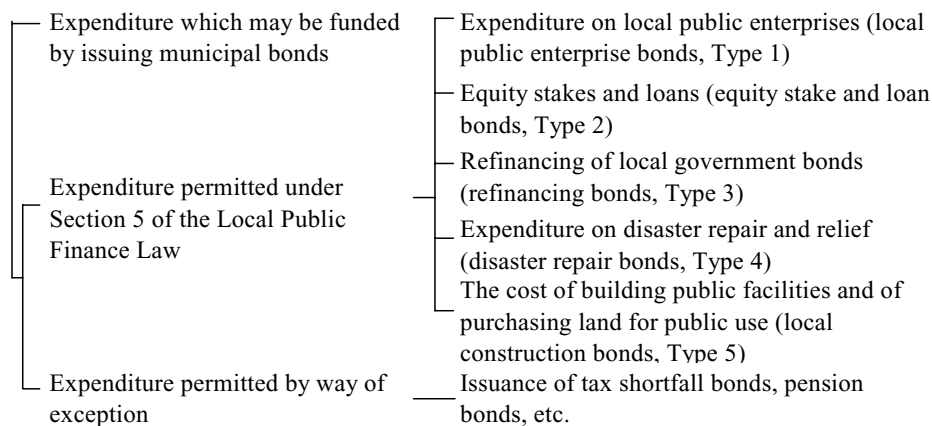 Expenditure which may be funded
by issuing municipal bonds
Expenditure permitted under
Section 5 of the Local Public
Finance Law
Expenditure on local public enterprises (local
public enterprise bonds, Type 1)
Equity stakes and loans (equity stake and loan
bonds, Type 2)
Refinancing of local government bonds
(refinancing bonds, Type 3)
Expenditure on disaster repair and relief
(disaster repair bonds, Type 4)
The cost of building public facilities and of
purchasing land for public use (local
construction bonds, Type 5)
Expenditure permitted by way of
exception
Issuance of tax shortfall bonds, pension
bonds, etc.